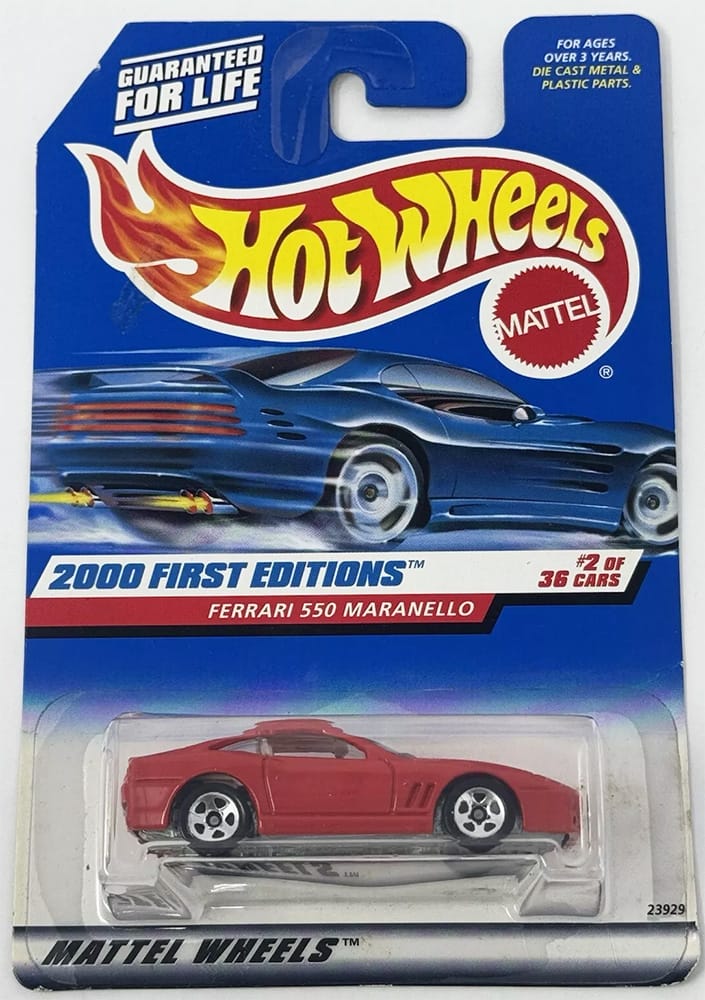 GUARANTEED
FOR LIFE
FOR AGES
OVER 3 YEARS.
DIE CAST METAL &
PLASTIC PARTS.
HOT WHEELS
MATTEL
®
2000 FIRST EDITIONS™
#2 OF
36 CARS
FERRARI 550 MARANELLO
23929
MATTEL WHEELS™